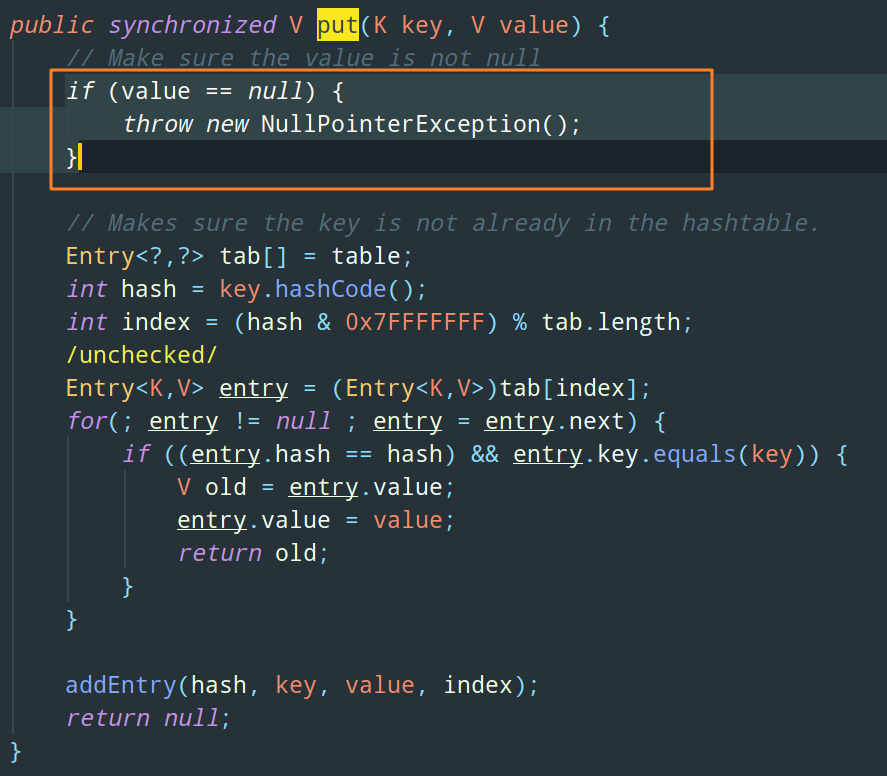 public synchronized V put(K key, V value) {
// Make sure the value is not null
if (value == null) {
throw new NullPointerException();
}
// Makes sure the key is not already in the hashtable.
Entry<?,?> tab[] = table;
int hash = key.hashCode();
int index = (hash & 0x7FFFFFFF) % tab.length;
/unchecked/
Entry<K,V> entry = (Entry<K,V>)tab[index];
for(; entry != null ; entry = entry.next) {
if ((entry.hash == hash) && entry.key.equals(key)) {
V old = entry.value;
entry.value = value;
return old;
}
}
addEntry(hash, key, value, index);
return null;
}